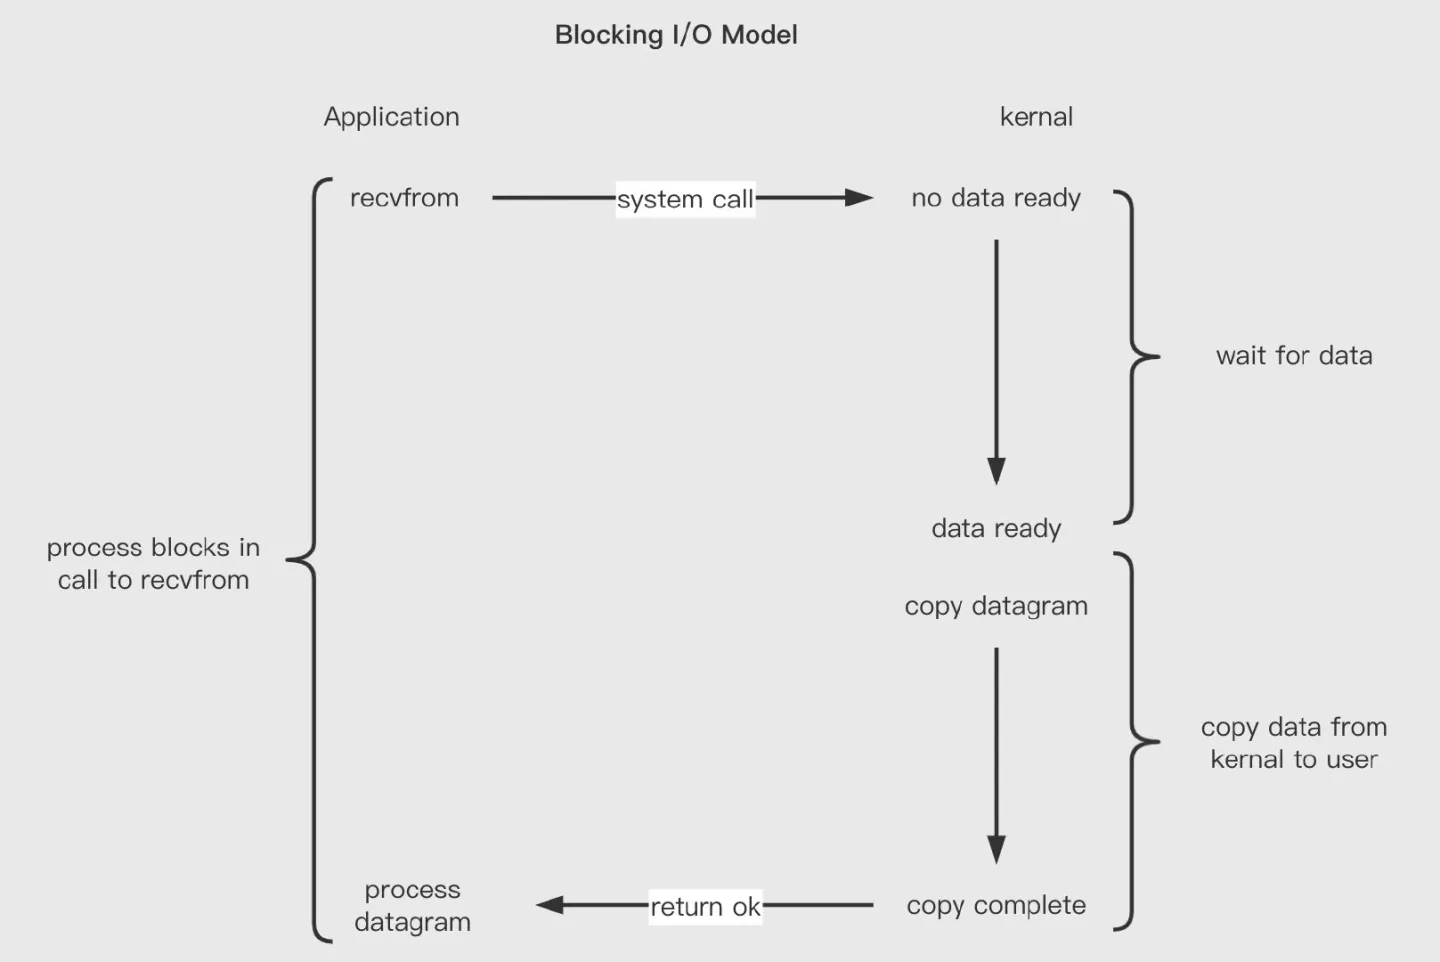 Blocking I/O Model
Application
kernal
recvfrom
system call
no data ready
wait for data
data ready
process blocks in
call to recvfrom
copy datagram
copy data from
kernal to user
process
datagram
return ok
copy complete